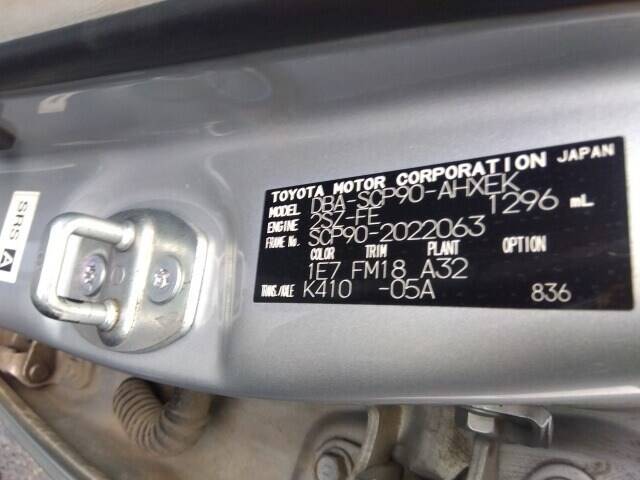 TOYOTA MOTOR CORPORATION JAPAN
MODEL DBA-SCP90-AHXEK
ENGINE 2SZ-FE 1296 mL
FRAME No. SCP90-2022063
COLOR TRIM PLANT OPTION
1E7 FM18 A32
TRANS./AXLE K410 -05A 836
SRS A